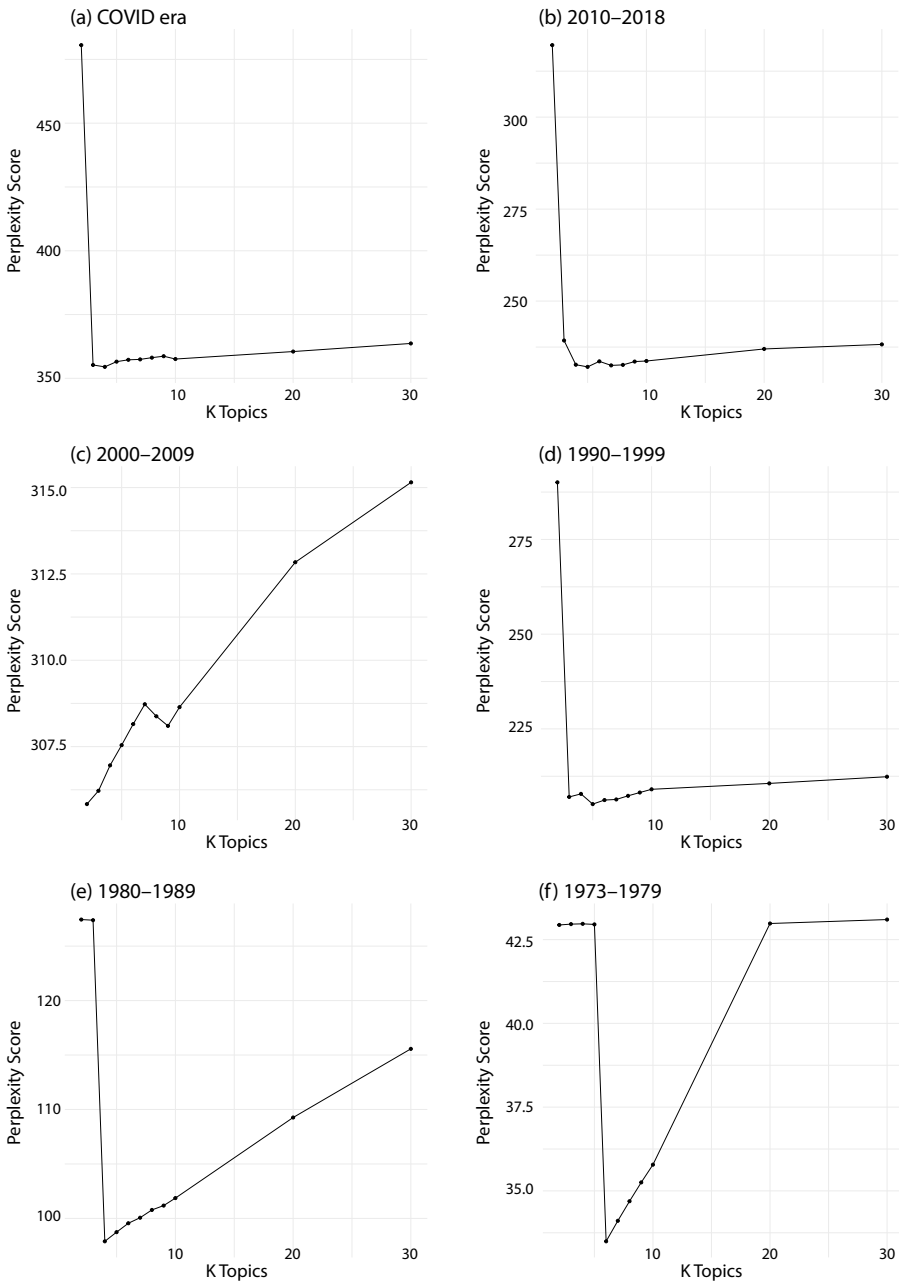 (a) COVID era
Perplexity Score
450
400
350
10 20 30
K Topics
(b) 2010–2018
Perplexity Score
300
275
250
10 20 30
K Topics
(c) 2000–2009
Perplexity Score
315.0
312.5
310.0
307.5
10 20 30
K Topics
(d) 1990–1999
Perplexity Score
275
250
225
10 20 30
K Topics
(e) 1980–1989
Perplexity Score
120
110
100
10 20 30
K Topics
(f) 1973–1979
Perplexity Score
42.5
40.0
37.5
35.0
10 20 30
K Topics